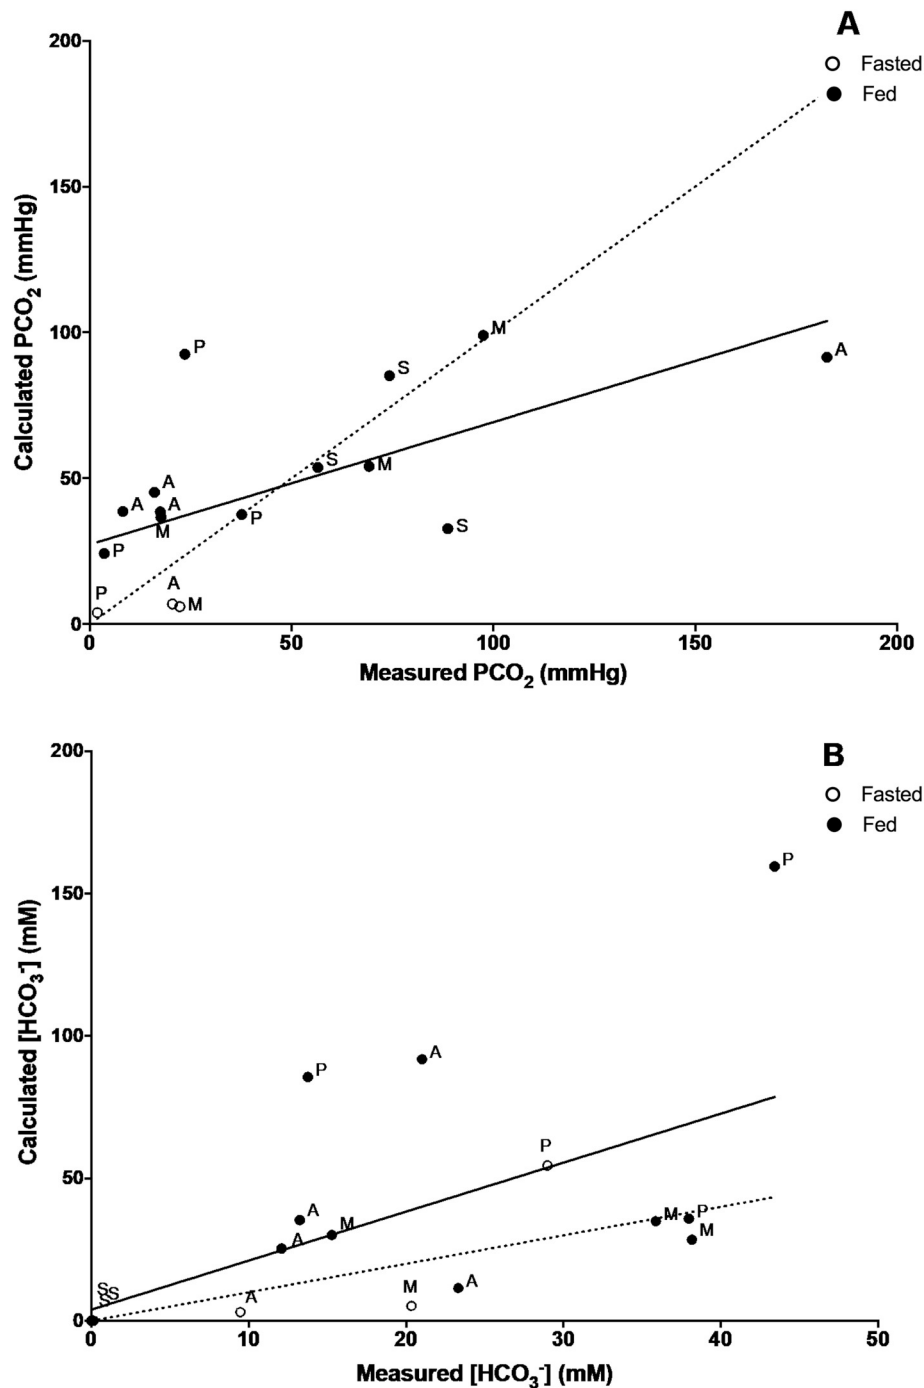 A
200
Fasted
Fed
150
Calculated PCO₂ (mmHg)
100
M
P
A
S
50
S
M
A
A
A
P
M
S
P
P
A
M
0
0
50
100
150
200
Measured PCO₂ (mmHg)
B
200
Fasted
Fed
P
150
Calculated [HCO₃⁻] (mM)
100
A
P
P
50
A
M
M
P
A
M
S
S
S
A
M
A
0
0
10
20
30
40
50
Measured [HCO₃⁻] (mM)